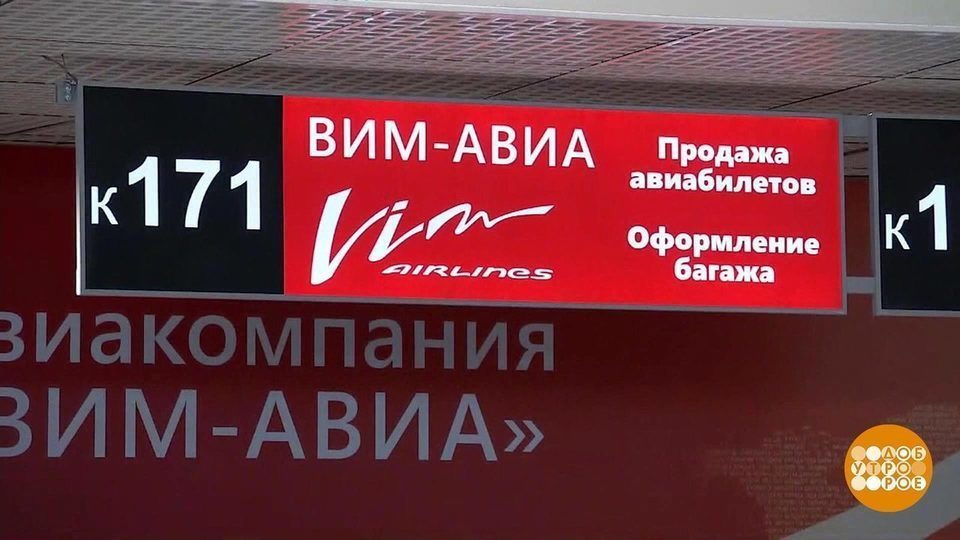 к171
ВИМ-АВИА
Vim
AIRLINES
Продажа
авиабилетов
Оформление
багажа
к1
виакомпания
ВИМ-АВИА»
ДОБ
УТРО
РОЕ